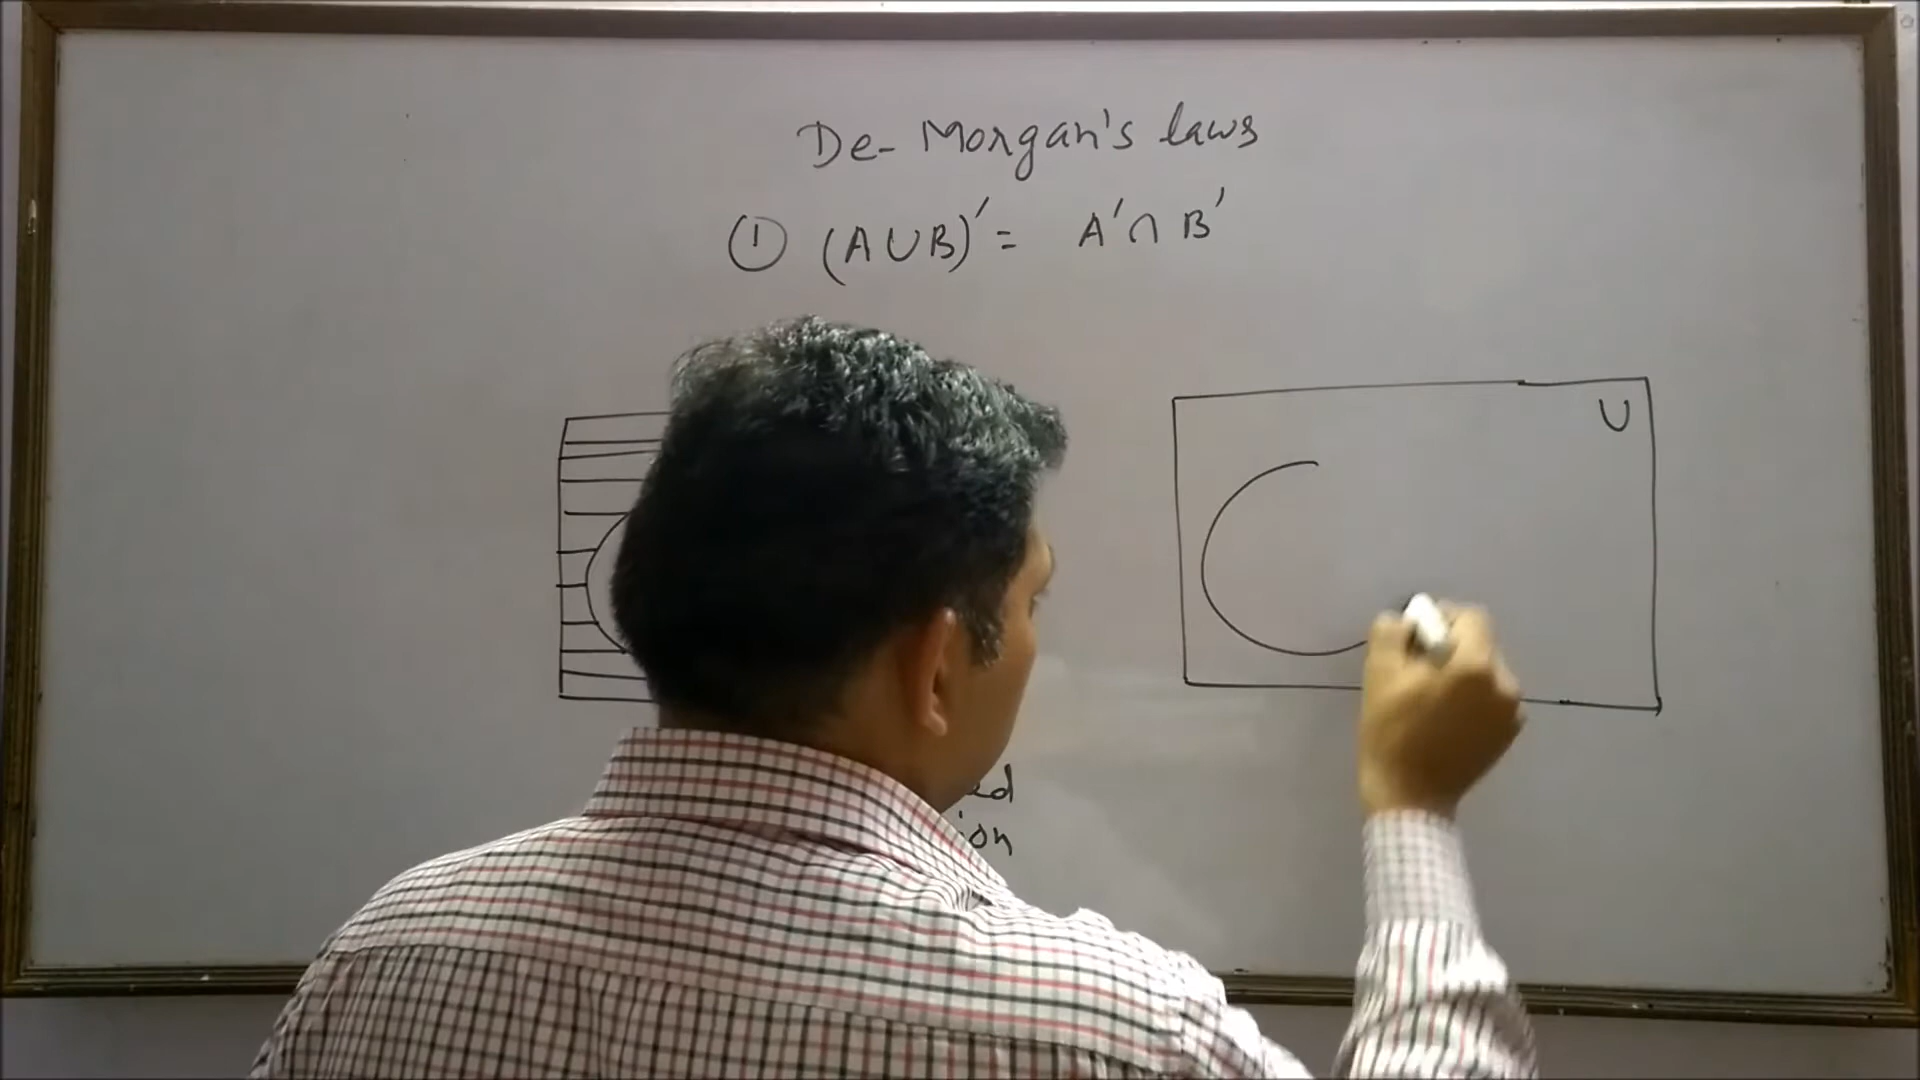 De-Morgan's laws
① (A∪B)′ = A′∩B′
U